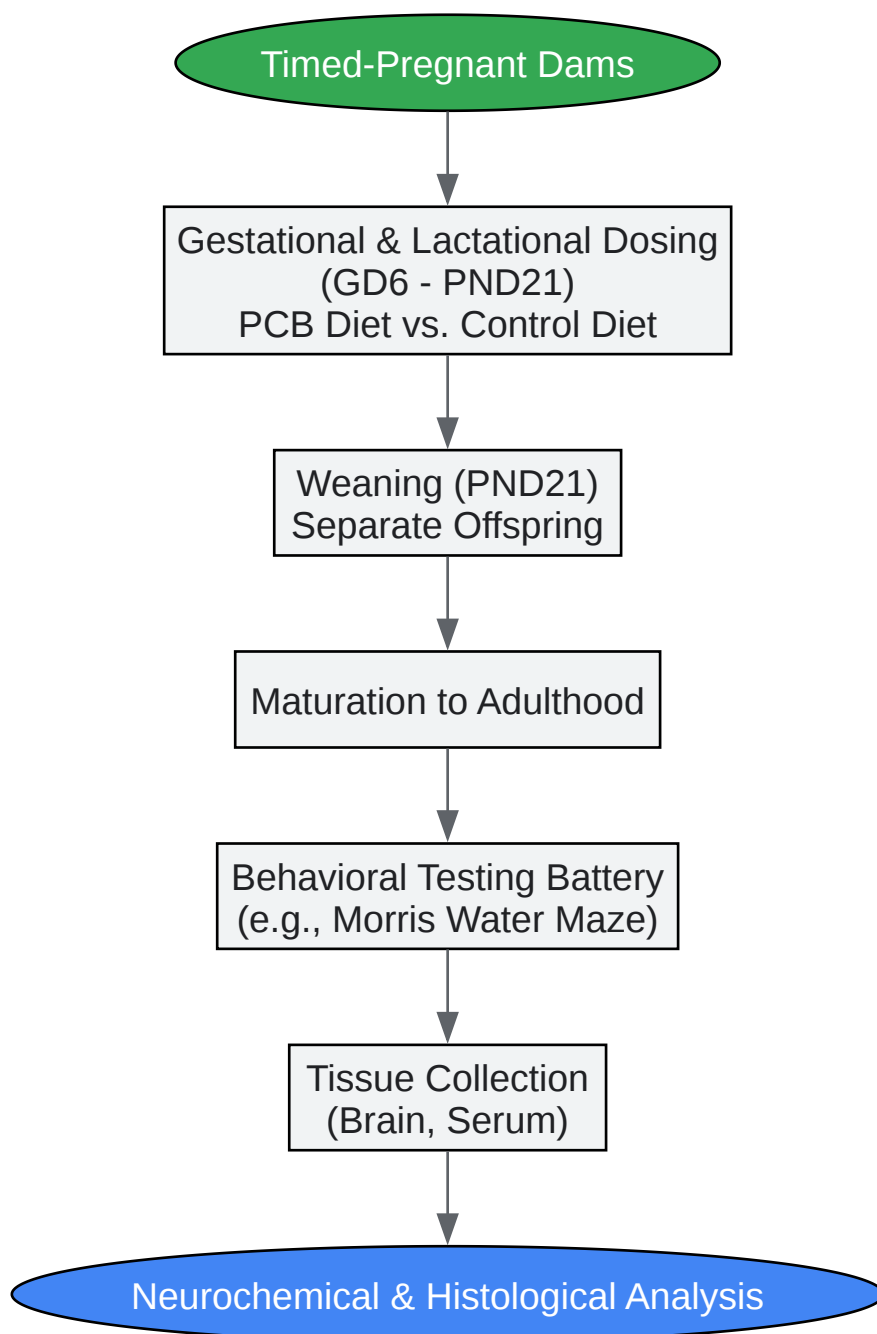 Timed-Pregnant Dams
Gestational & Lactational Dosing
(GD6 - PND21)
PCB Diet vs. Control Diet
Weaning (PND21)
Separate Offspring
Maturation to Adulthood
Behavioral Testing Battery
(e.g., Morris Water Maze)
Tissue Collection
(Brain, Serum)
Neurochemical & Histological Analysis